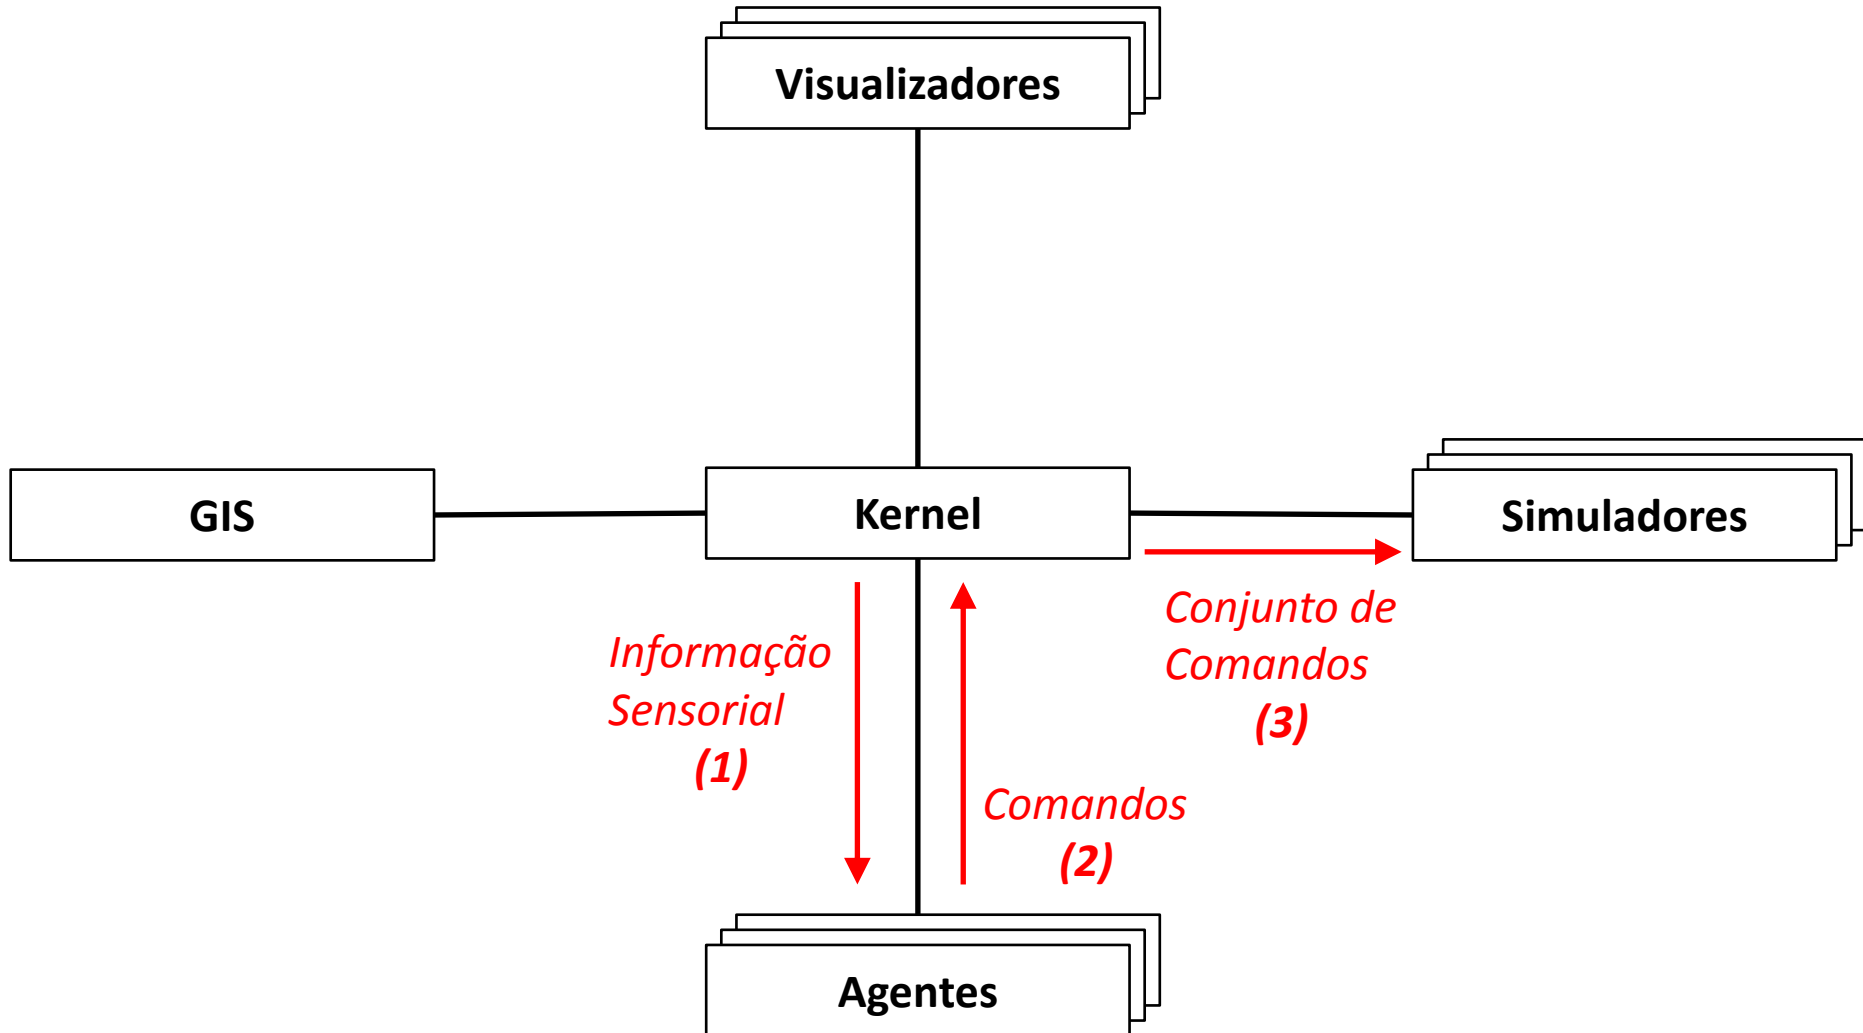 Visualizadores
GIS
Kernel
Simuladores
Informação
Sensorial
(1)
Conjunto de
Comandos
(3)
Comandos
(2)
Agentes